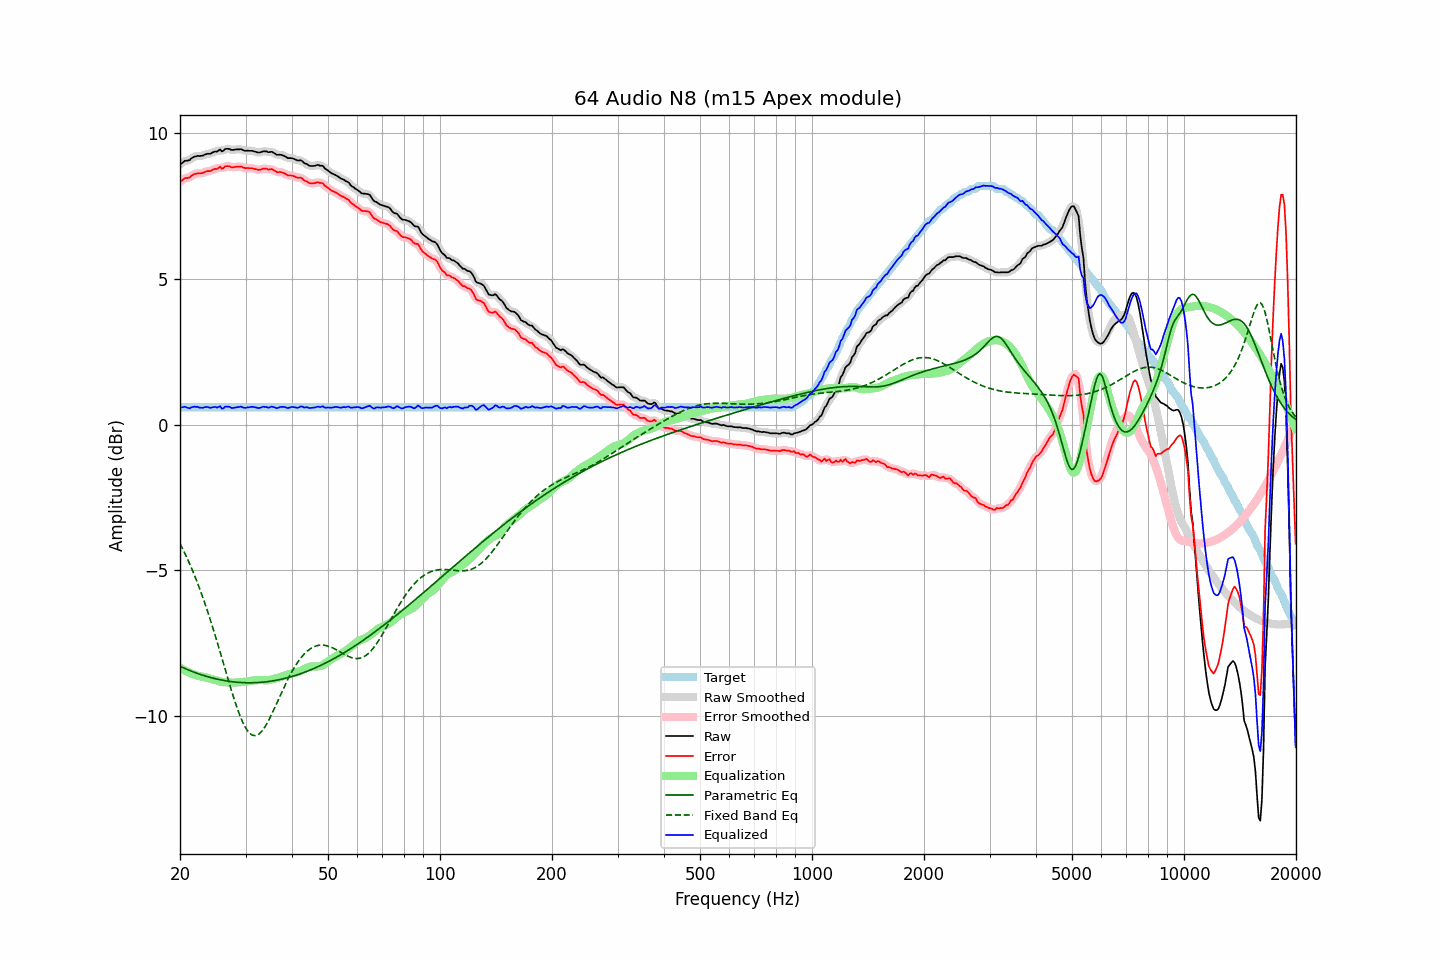 64 Audio N8 (m15 Apex module)
10
5
0
−5
−10
Amplitude (dBr)
Target
Raw Smoothed
Error Smoothed
Raw
Error
Equalization
Parametric Eq
Fixed Band Eq
Equalized
20
50
100
200
500
1000
2000
5000
10000
20000
Frequency (Hz)